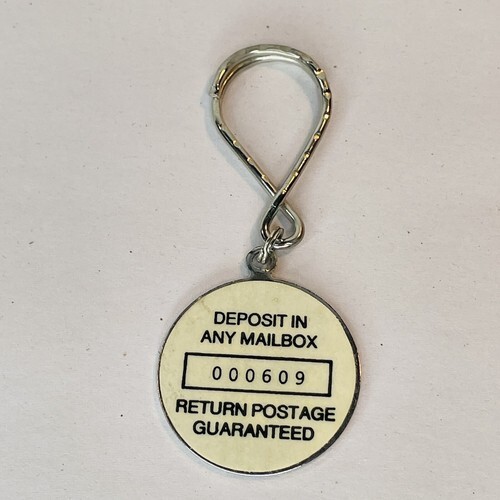 DEPOSIT IN
ANY MAILBOX
000609
RETURN POSTAGE
GUARANTEED